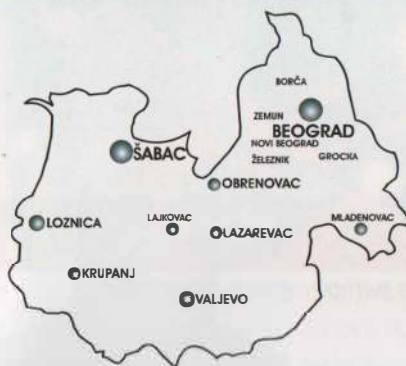 BORČA
ZEMUN
BEOGRAD
NOVI BEOGRAD
ŽELEZNIK
GROCKA
ŠABAC
OBRENOVAC
LOZNICA
LAJKOVAC
LAZAREVAC
MLADENOVAC
KRUPANJ
VALJEVO